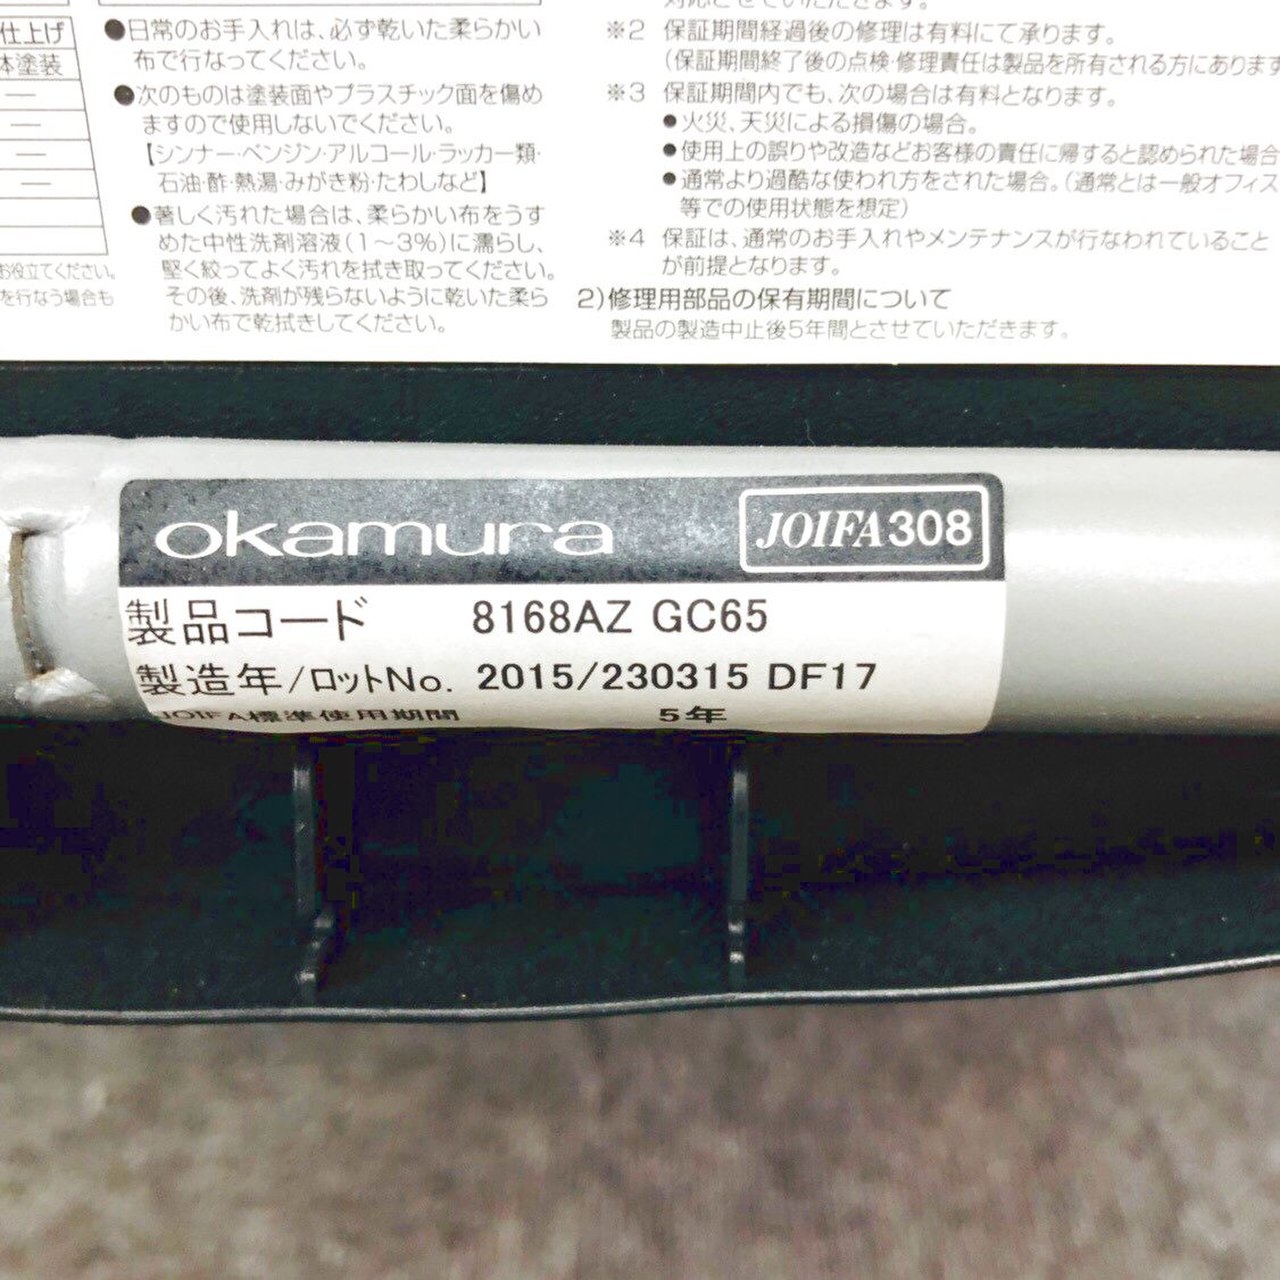 仕上げ
体塗装
お役立てください。
を行なう場合も
●日常のお手入れは、必ず乾いた柔らかい
布で行なってください。
●次のものは塗装面やプラスチック面を傷め
ますので使用しないでください。
【シンナー・ベンジン・アルコール・ラッカー類・
石油・酢・熱湯・みがき粉・たわしなど】
●著しく汚れた場合は、柔らかい布をうす
めた中性洗剤溶液(1〜3%)に濡らし、
堅く絞ってよく汚れを拭き取ってください。
その後、洗剤が残らないように乾いた柔ら
かい布で乾拭きしてください。
※2 保証期間経過後の修理は有料にて承ります。
(保証期間終了後の点検・修理責任は製品を所有される方にあります
※3 保証期間内でも、次の場合は有料となります。
●火災、天災による損傷の場合。
●使用上の誤りや改造などお客様の責任に帰すると認められた場合
●通常より過酷な使われ方をされた場合。(通常とは一般オフィス
等での使用状態を想定)
※4 保証は、通常のお手入れやメンテナンスが行なわれていること
が前提となります。
2)修理用部品の保有期間について
製品の製造中止後5年間とさせていただきます。
okamura JOIFA308
製品コード 8168AZ GC65
製造年/ロットNo. 2015/230315 DF17
JOIFA標準使用期間 5年